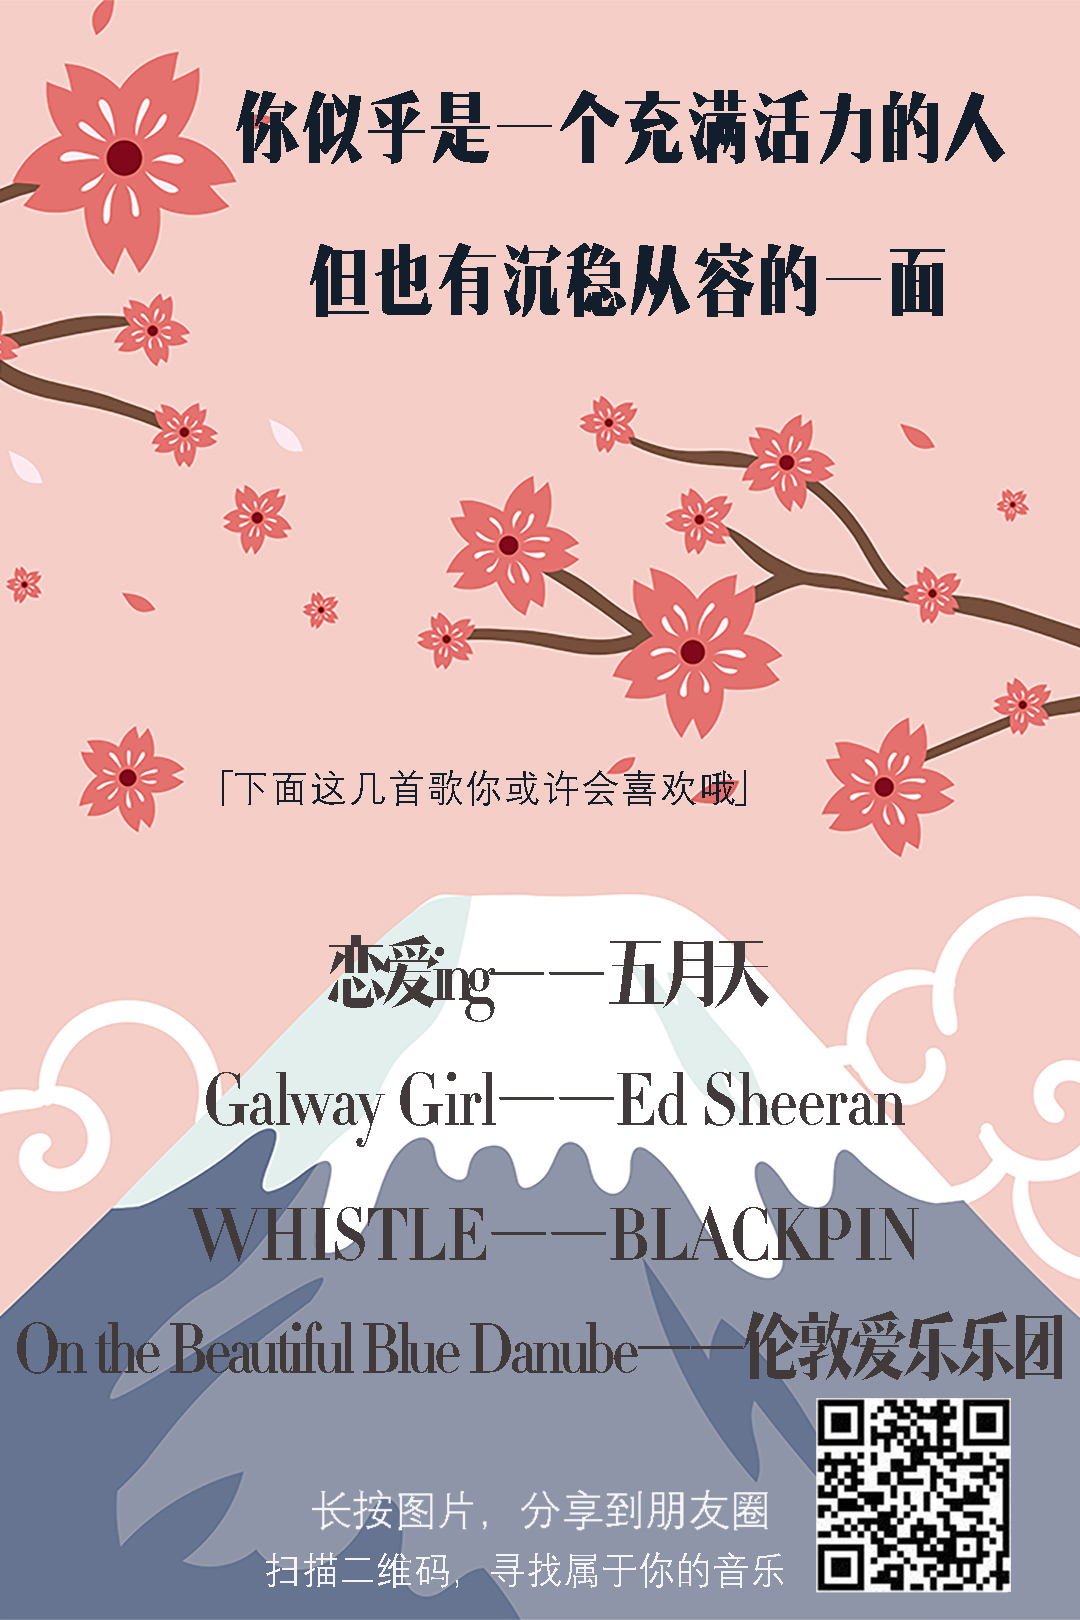 你似乎是一个充满活力的人
但也有沉稳从容的一面
「下面这几首歌你或许会喜欢哦」
恋爱ing——五月天
Galway Girl——Ed Sheeran
WHISTLE——BLACKPIN
On the Beautiful Blue Danube——伦敦爱乐乐团
长按图片，分享到朋友圈
扫描二维码，寻找属于你的音乐